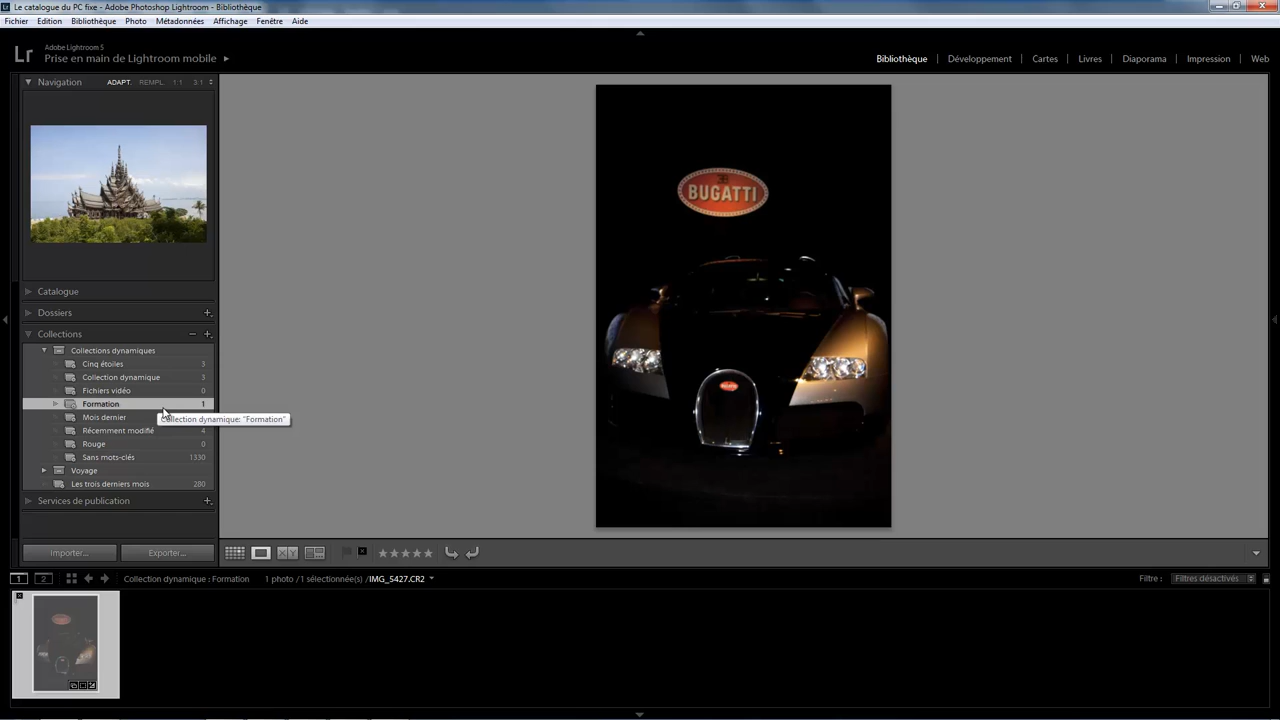 Le catalogue du PC fixe - Adobe Photoshop Lightroom - Bibliothèque
Fichier Edition Bibliothèque Photo Métadonnées Affichage Fenêtre Aide
Lr
Adobe Lightroom 5
Prise en main de Lightroom mobile
Bibliothèque Développement Cartes Livres Diaporama Impression Web
Navigation ADAPT. REMPL. 1:1 3:1
BUGATTI
Catalogue
Dossiers
Collections
Collections dynamiques
Cinq étoiles 3
Collection dynamique 3
Fichiers vidéo 0
Formation 1
Mois dernier
Collection dynamique: "Formation"
Récemment modifié 4
Rouge 0
Sans mots-clés 1330
Voyage
Les trois derniers mois 280
Services de publication
Importer... Exporter...
X Y
1 2 Collection dynamique : Formation 1 photo / 1 sélectionnée(s) / IMG_5427.CR2 Filtre : Filtres désactivés